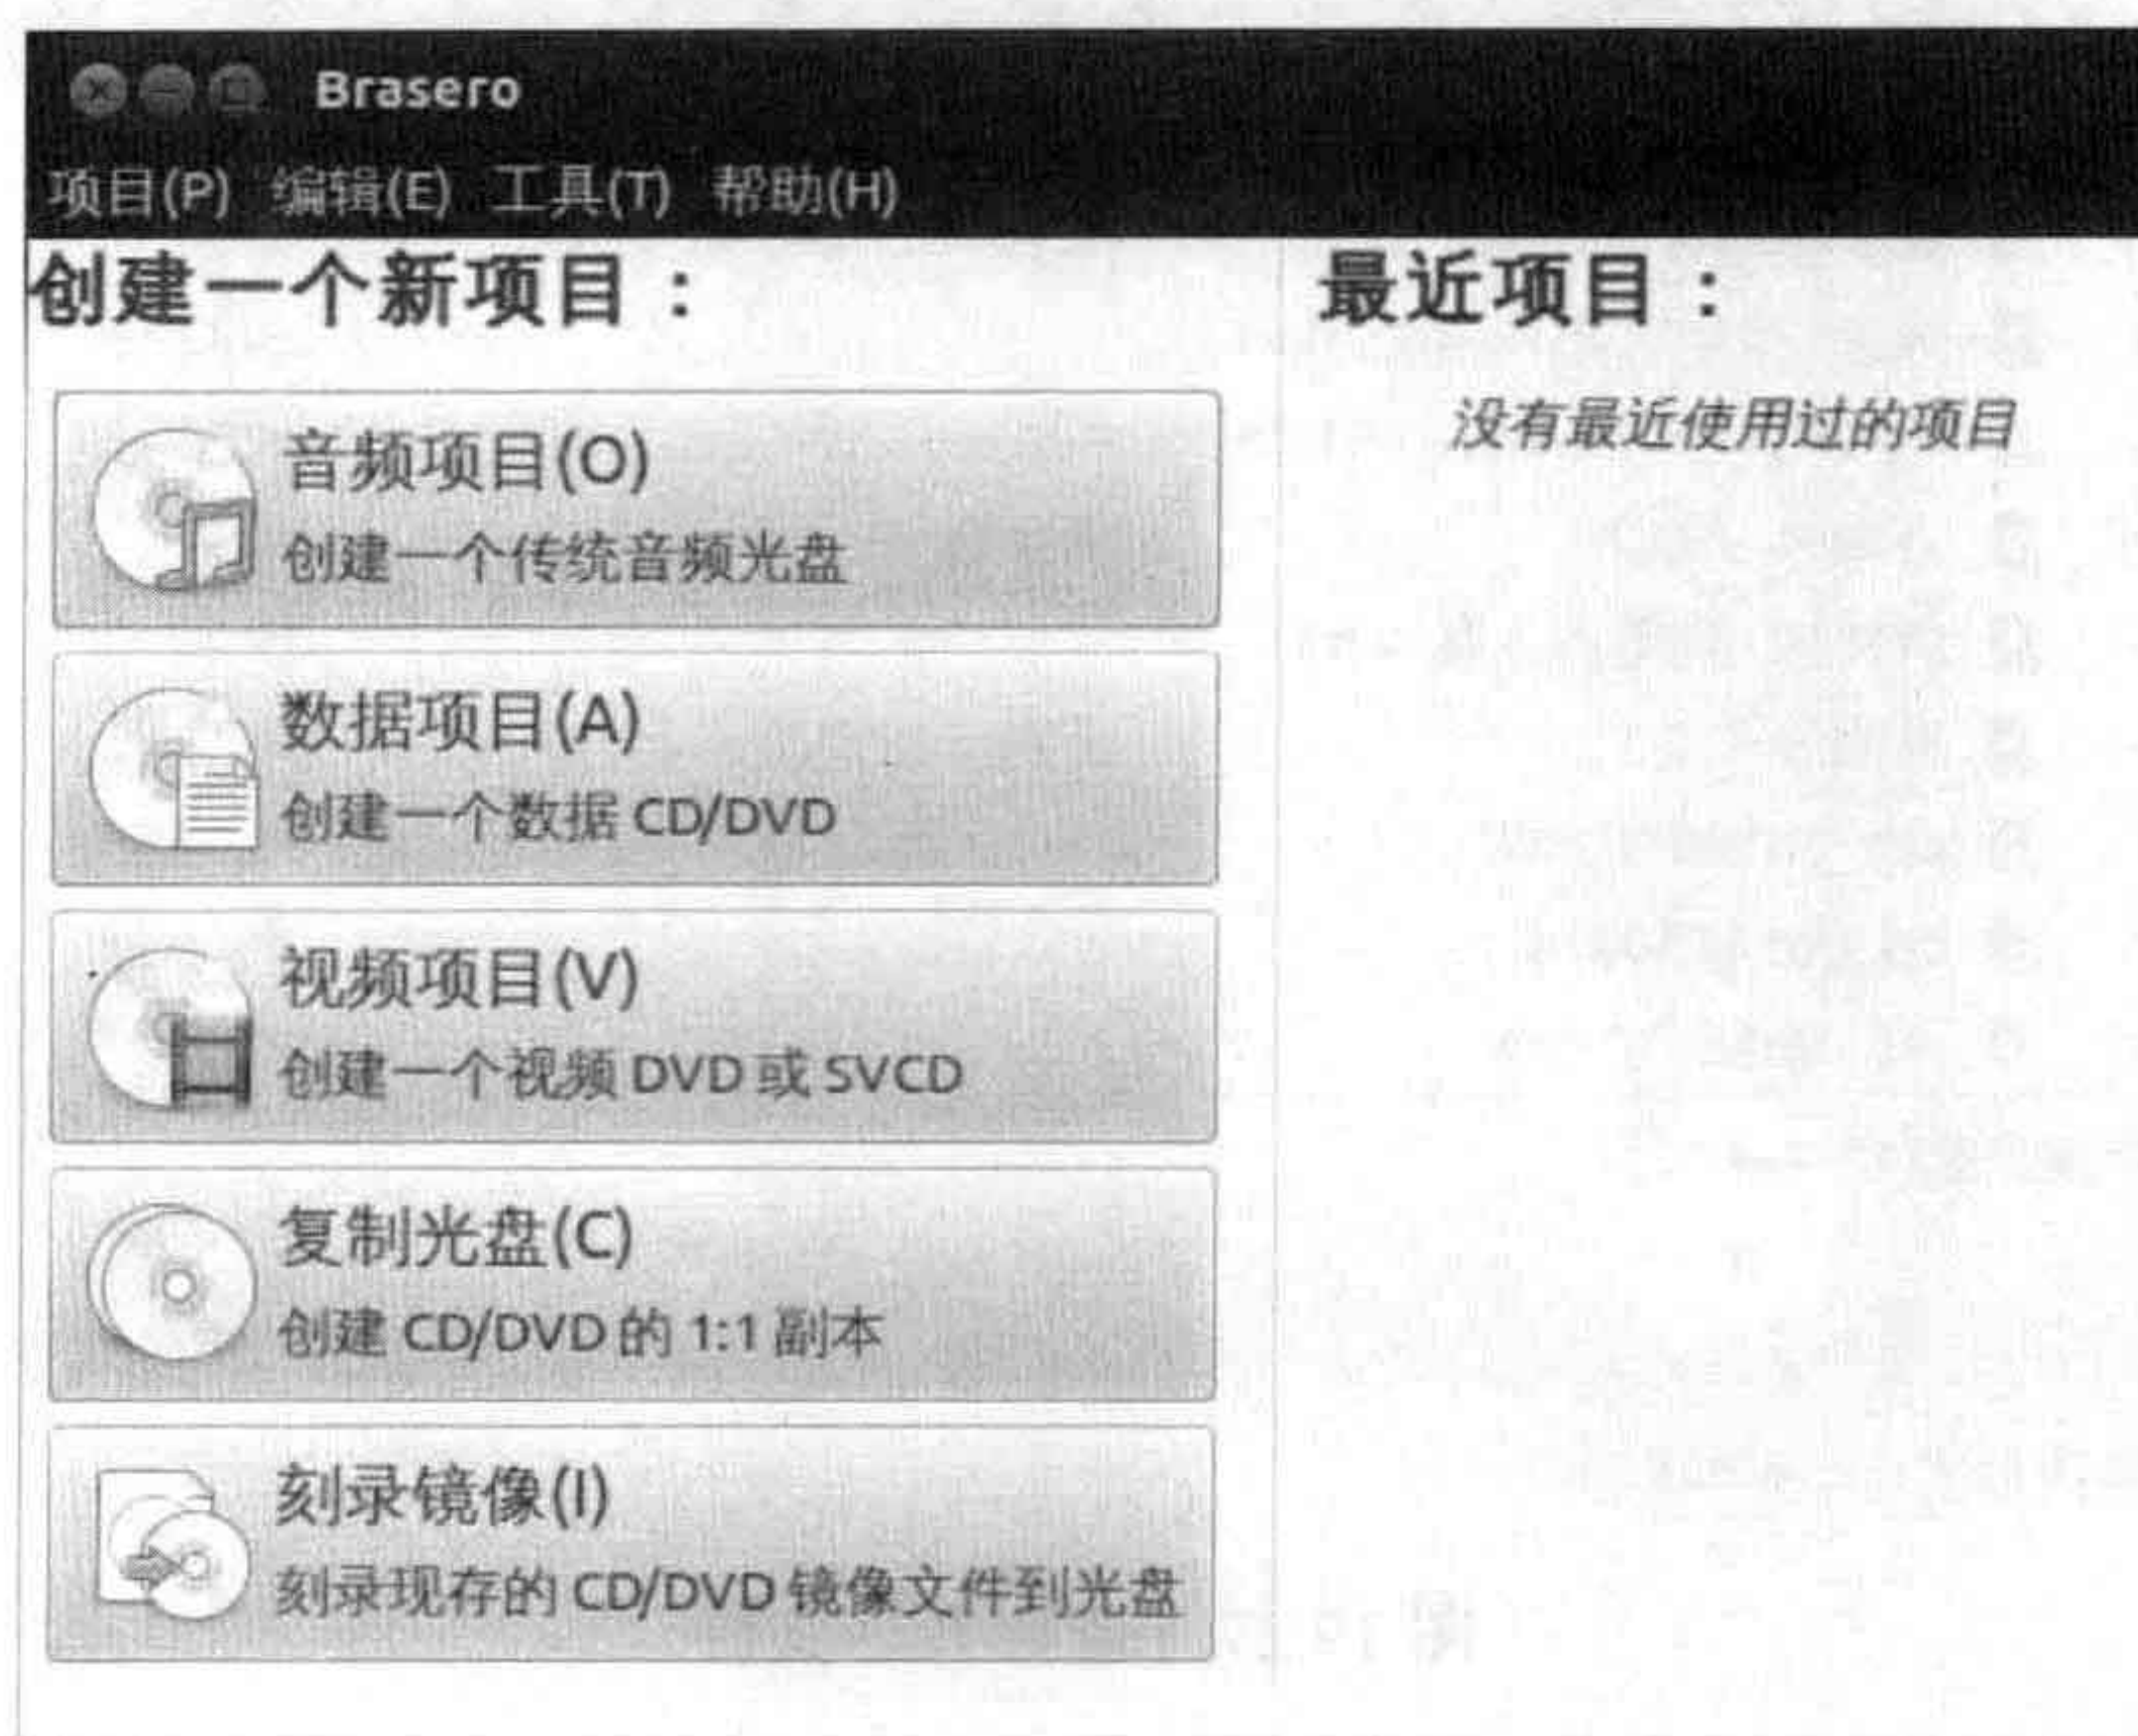 Brasero
项目(P) 编辑(E) 工具(T) 帮助(H)
创建一个新项目：
音频项目(O)
创建一个传统音频光盘
数据项目(A)
创建一个数据 CD/DVD
视频项目(V)
创建一个视频 DVD 或 SVCD
复制光盘(C)
创建 CD/DVD 的 1:1 副本
刻录镜像(I)
刻录现存的 CD/DVD 镜像文件到光盘
最近项目：
没有最近使用过的项目